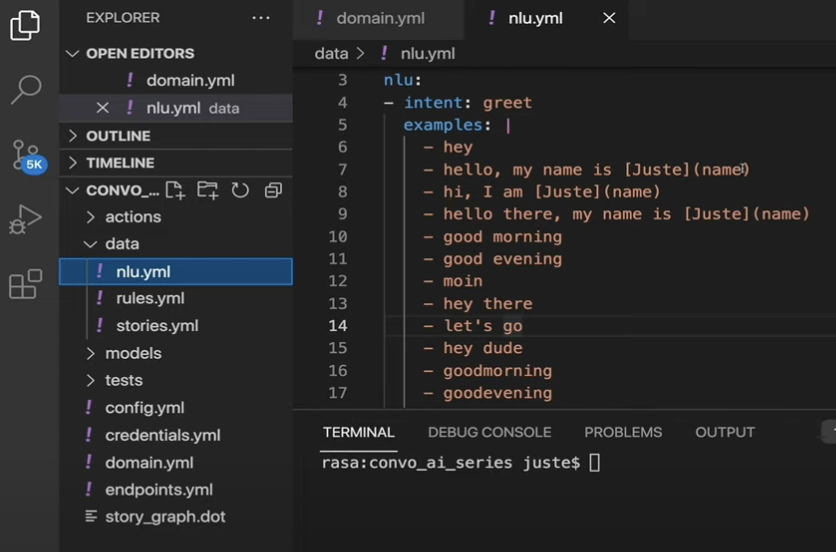 EXPLORER
OPEN EDITORS
! domain.yml
! nlu.yml data
OUTLINE
TIMELINE
5K
CONVO_...
actions
data
! nlu.yml
! rules.yml
! stories.yml
models
tests
! config.yml
! credentials.yml
! domain.yml
! endpoints.yml
story_graph.dot
! domain.yml ! nlu.yml
data > ! nlu.yml
3 nlu:
4 - intent: greet
5 examples: |
6 - hey
7 - hello, my name is [Juste](name)
8 - hi, I am [Juste](name)
9 - hello there, my name is [Juste](name)
10 - good morning
11 - good evening
12 - moin
13 - hey there
14 - let's go
15 - hey dude
16 - goodmorning
17 - goodevening
TERMINAL DEBUG CONSOLE PROBLEMS OUTPUT
rasa:convo_ai_series juste$